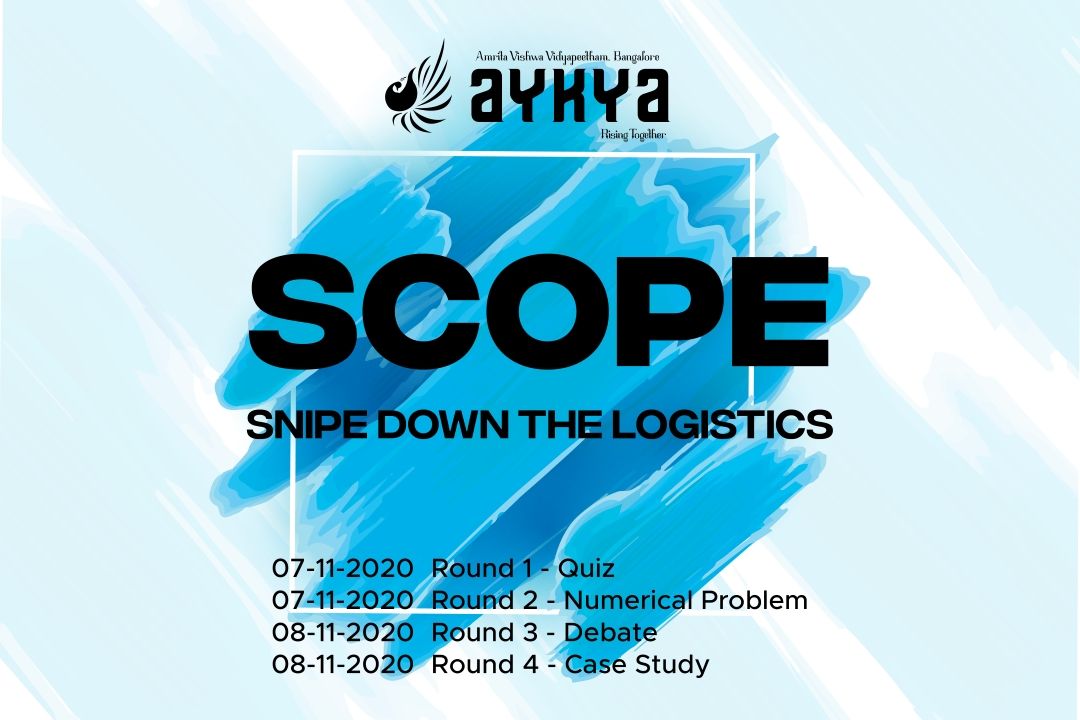 Amrita Vishwa Vidyapeetham. Bangalore
aYKYa
Rising Together
SCOPE
SNIPE DOWN THE LOGISTICS
07-11-2020 Round 1 - Quiz
07-11-2020 Round 2 - Numerical Problem
08-11-2020 Round 3 - Debate
08-11-2020 Round 4 - Case Study